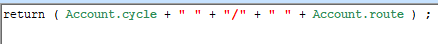 return ( Account.cycle + " " + "/" + " " + Account.route ) ;